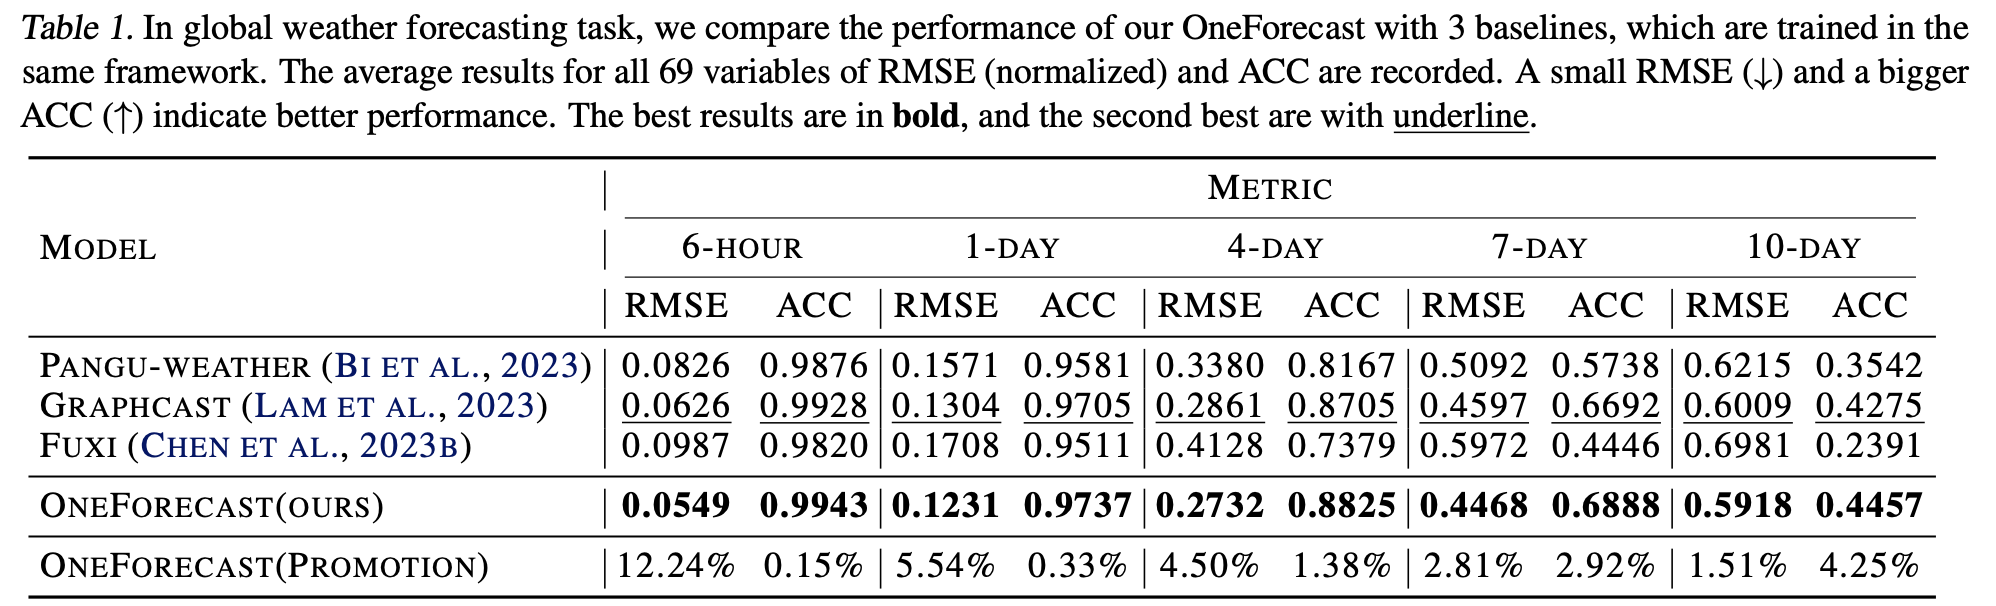 Table 1. In global weather forecasting task, we compare the performance of our OneForecast with 3 baselines, which are trained in the
same framework. The average results for all 69 variables of RMSE (normalized) and ACC are recorded. A small RMSE (↓) and a bigger
ACC (↑) indicate better performance. The best results are in bold, and the second best are with underline.
METRIC
MODEL 6-HOUR 1-DAY 4-DAY 7-DAY 10-DAY
RMSE ACC RMSE ACC RMSE ACC RMSE ACC RMSE ACC
PANGU-WEATHER (BI ET AL., 2023) 0.0826 0.9876 0.1571 0.9581 0.3380 0.8167 0.5092 0.5738 0.6215 0.3542
GRAPHCAST (LAM ET AL., 2023) 0.0626 0.9928 0.1304 0.9705 0.2861 0.8705 0.4597 0.6692 0.6009 0.4275
FUXI (CHEN ET AL., 2023B) 0.0987 0.9820 0.1708 0.9511 0.4128 0.7379 0.5972 0.4446 0.6981 0.2391
ONEFORECAST(OURS) 0.0549 0.9943 0.1231 0.9737 0.2732 0.8825 0.4468 0.6888 0.5918 0.4457
ONEFORECAST(PROMOTION) 12.24% 0.15% 5.54% 0.33% 4.50% 1.38% 2.81% 2.92% 1.51% 4.25%